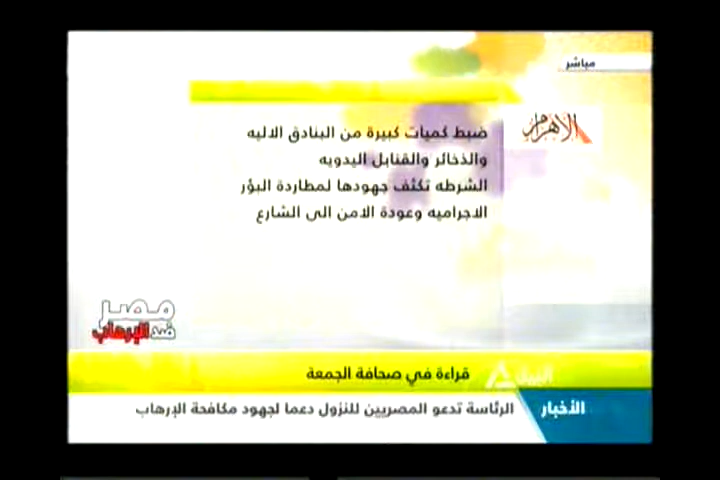 مباشر
الاهرام
ضبط كميات كبيرة من البنادق الاليه
والذخائر والقنابل اليدويه
الشرطه تكثف جهودها لمطاردة البؤر
الاجراميه وعودة الامن الى الشارع
مصر
ضد الإرهاب
قراءة في صحافة الجمعة
الأخبار
الرئاسة تدعو المصريين للنزول دعما لجهود مكافحة الإرهاب